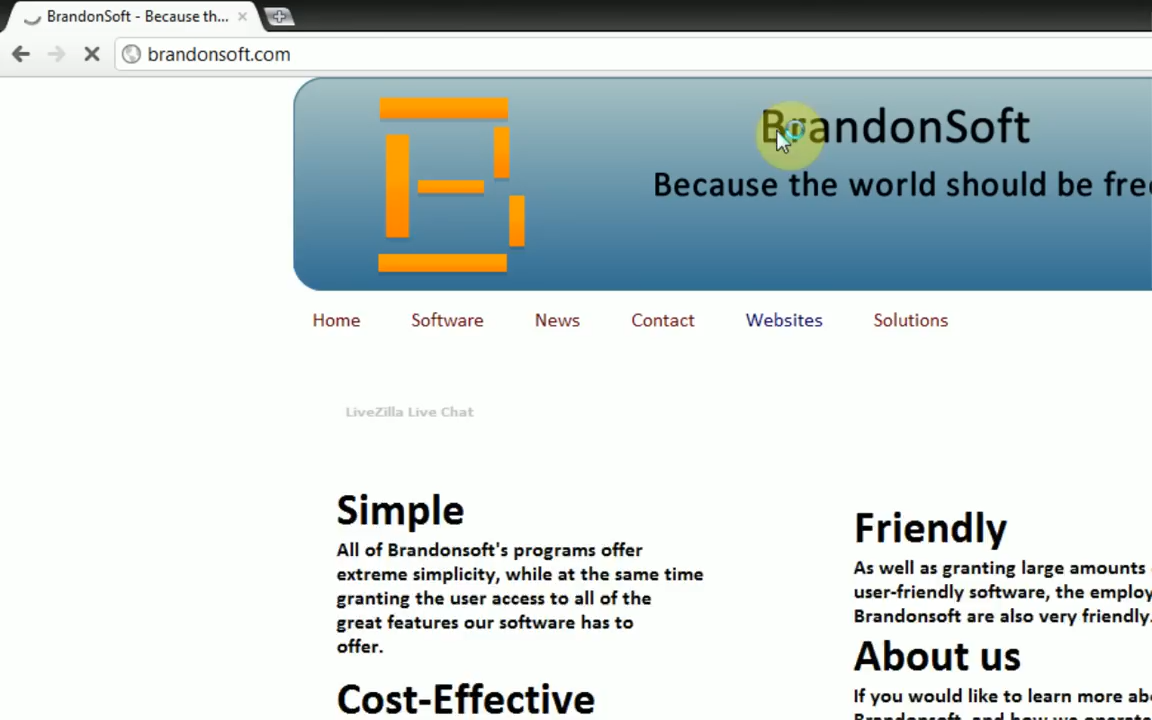 BrandonSoft - Because th...
brandonsoft.com
BrandonSoft
Because the world should be fre
Home Software News Contact Websites Solutions
LiveZilla Live Chat
Simple
All of Brandonsoft's programs offer
extreme simplicity, while at the same time
granting the user access to all of the
great features our software has to
offer.
Cost-Effective
Friendly
As well as granting large amounts
user-friendly software, the employ
Brandonsoft are also very friendly.
About us
If you would like to learn more abo
Brandonsoft, and how we operate